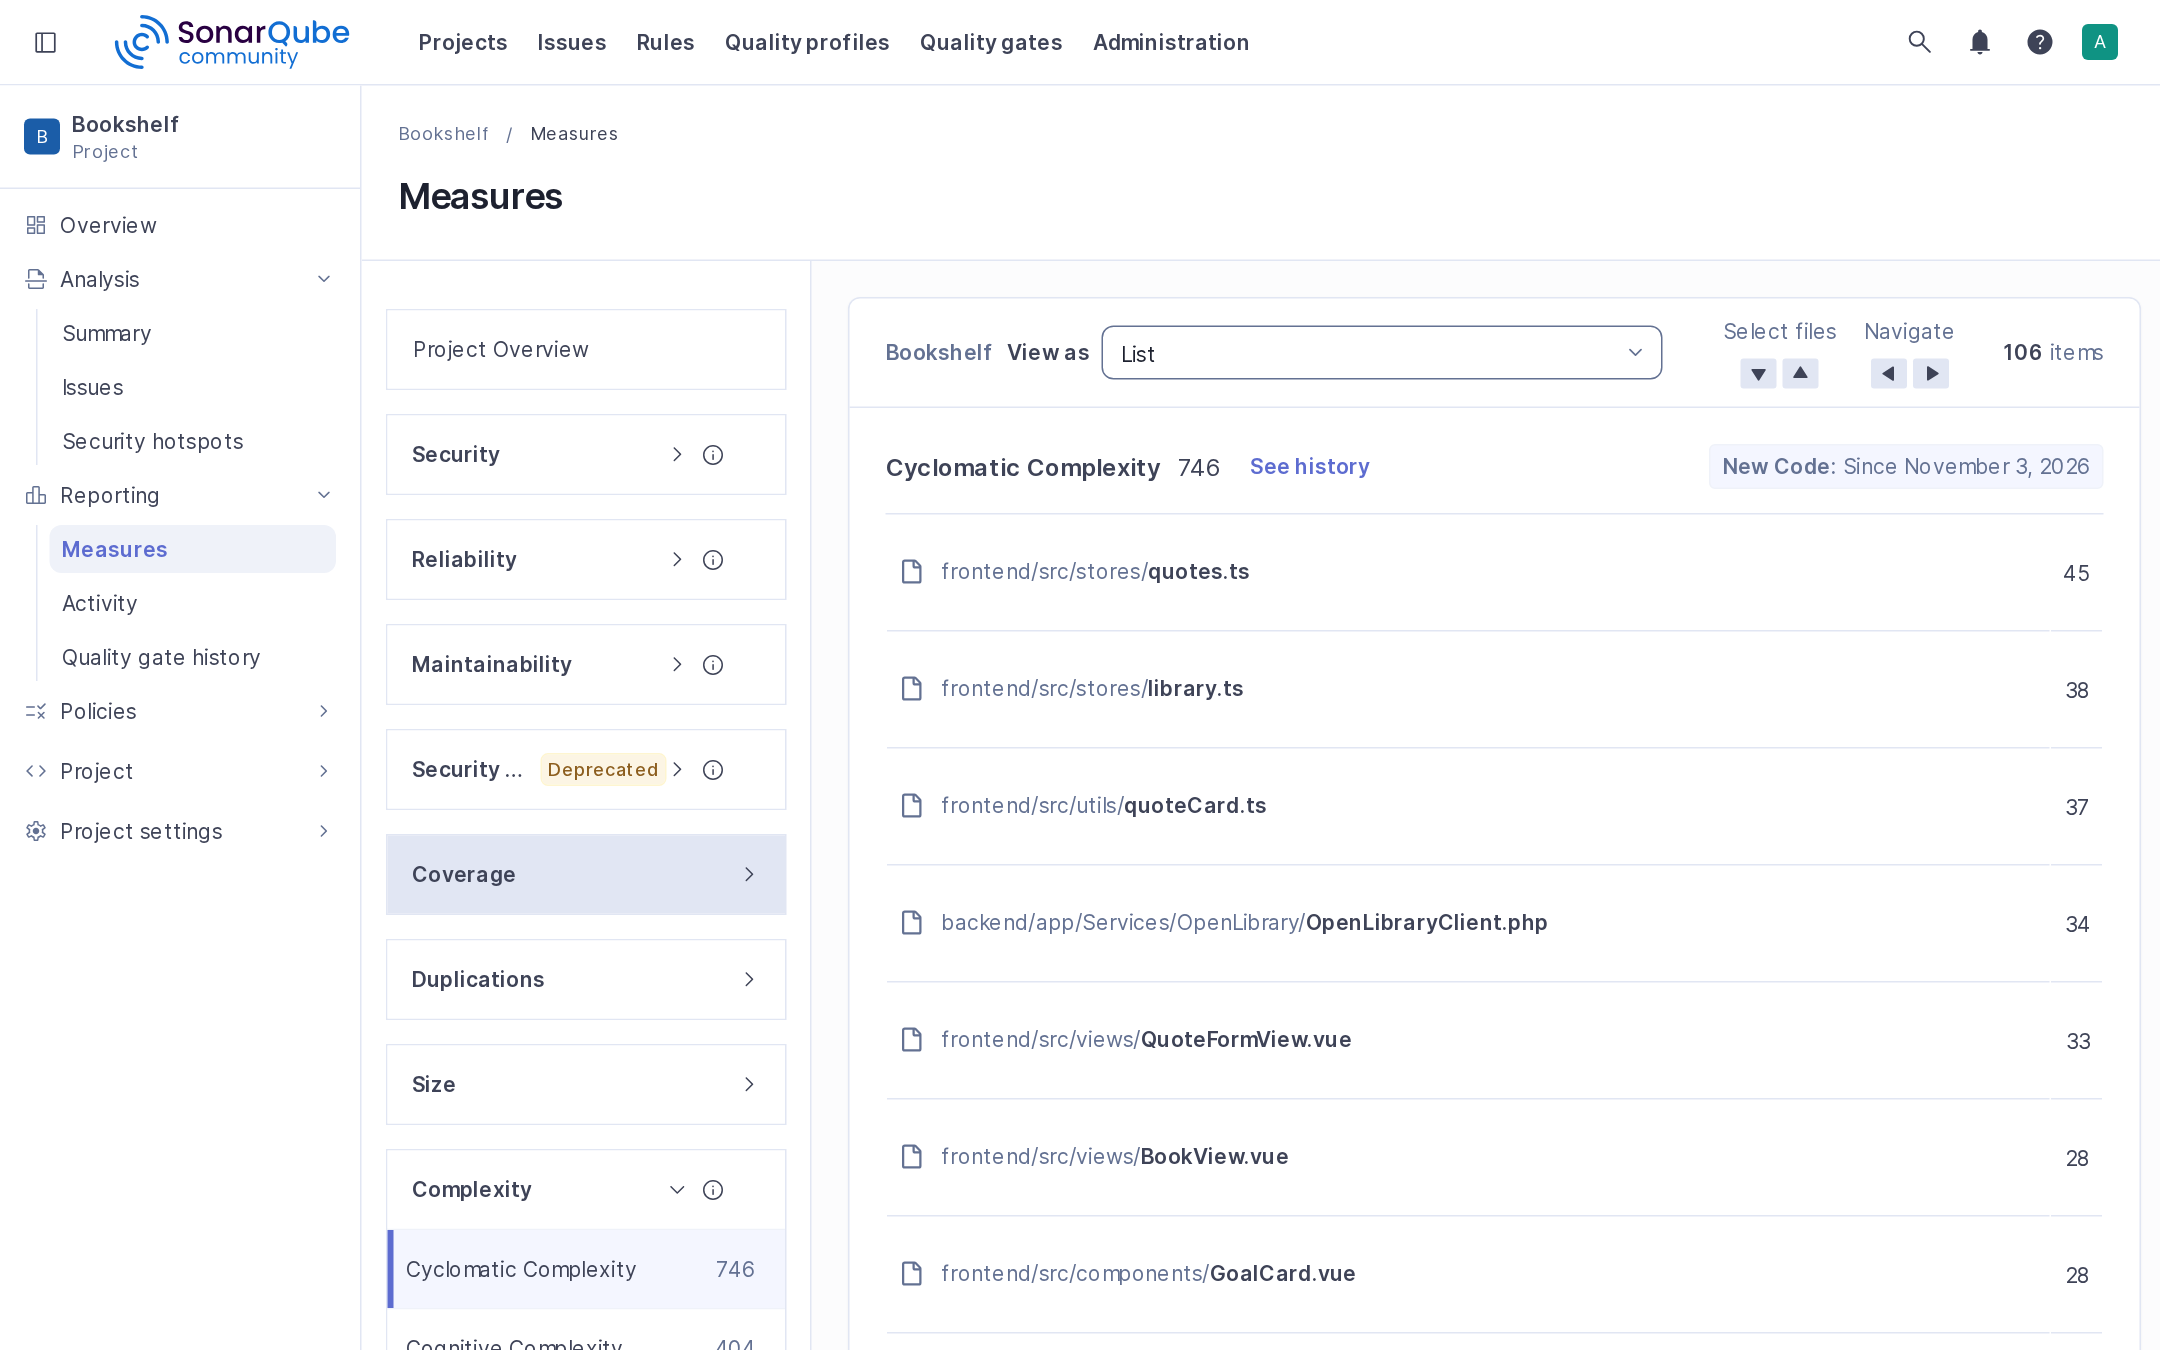 SonarQube
community
Projects
Issues
Rules
Quality profiles
Quality gates
Administration
A
B
Bookshelf
Project
Overview
Analysis
Summary
Issues
Security hotspots
Reporting
Measures
Activity
Quality gate history
Policies
Project
Project settings
Bookshelf / Measures
Measures
Project Overview
Security
Reliability
Maintainability
Security ... Deprecated
Coverage
Duplications
Size
Complexity
Cyclomatic Complexity 746
Cognitive Complexity 404
Bookshelf View as List
Select files
Navigate
106 items
Cyclomatic Complexity 746 See history
New Code: Since November 3, 2026
frontend/src/stores/quotes.ts 45
frontend/src/stores/library.ts 38
frontend/src/utils/quoteCard.ts 37
backend/app/Services/OpenLibrary/OpenLibraryClient.php 34
frontend/src/views/QuoteFormView.vue 33
frontend/src/views/BookView.vue 28
frontend/src/components/GoalCard.vue 28